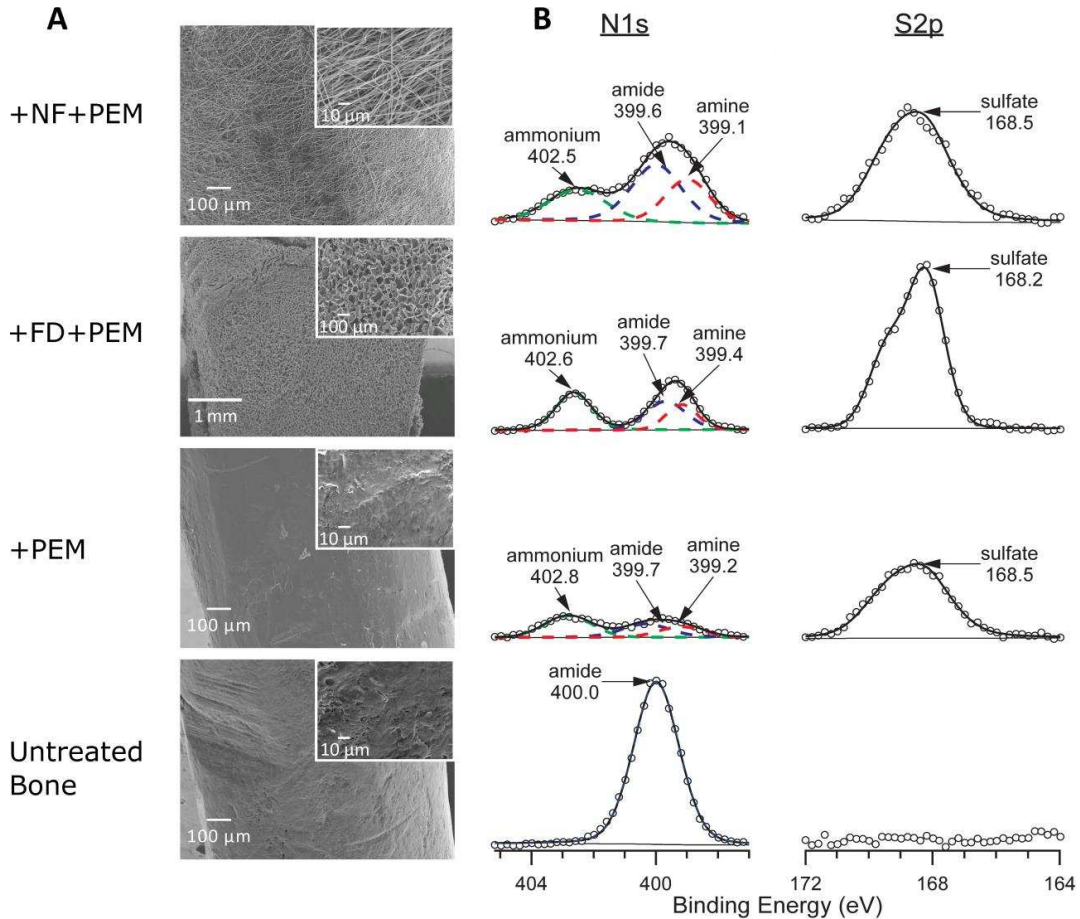 A
B
N1s
S2p
+NF+PEM
10 µm
100 µm
ammonium
402.5
amide
399.6
amine
399.1
sulfate
168.5
+FD+PEM
100 µm
1 mm
ammonium
402.6
amide
399.7
amine
399.4
sulfate
168.2
+PEM
10 µm
100 µm
ammonium
402.8
amide
399.7
amine
399.2
sulfate
168.5
Untreated
Bone
10 µm
100 µm
amide
400.0
404
400
172
168
164
Binding Energy (eV)